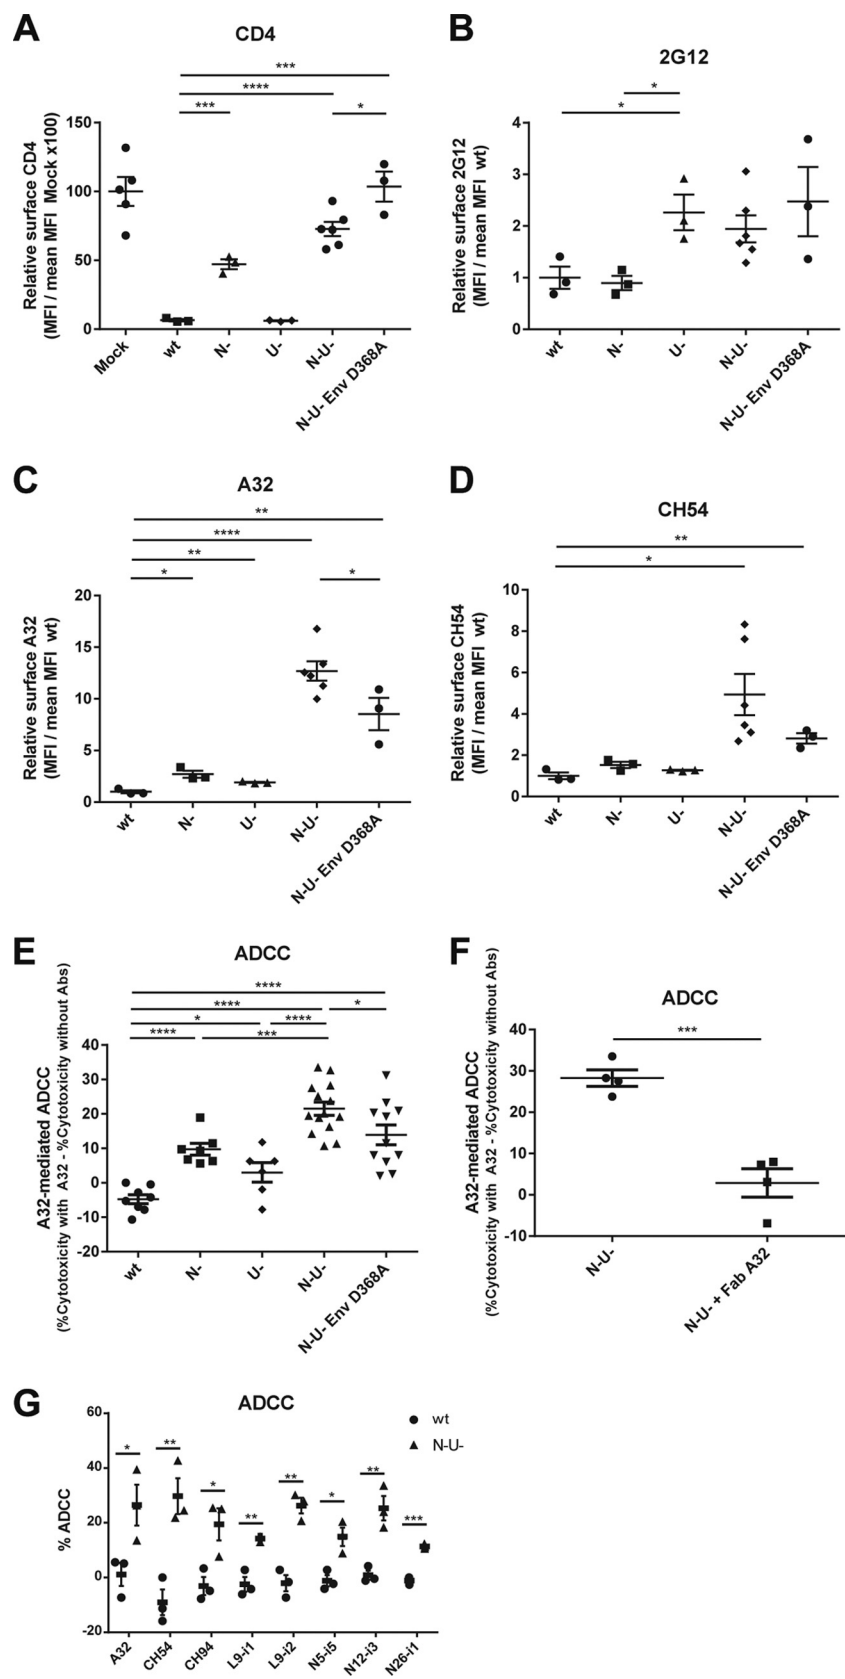 A
CD4
***
****
***
*
Relative surface CD4
(MFI / mean MFI Mock x100)
150
100
50
0
Mock
wt
N-
U-
N-U-
N-U- Env D368A
B
2G12
*
*
Relative surface 2G12
(MFI / mean MFI wt)
4
3
2
1
0
wt
N-
U-
N-U-
N-U- Env D368A
C
A32
**
****
**
*
*
Relative surface A32
(MFI / mean MFI wt)
20
15
10
5
0
wt
N-
U-
N-U-
N-U- Env D368A
D
CH54
**
*
Relative surface CH54
(MFI / mean MFI wt)
10
8
6
4
2
0
wt
N-
U-
N-U-
N-U- Env D368A
E
ADCC
****
****
*
*
****
****
***
A32-mediated ADCC
(%Cytotoxicity with A32 - %Cytotoxicity without Abs)
40
30
20
10
0
-10
-20
wt
N-
U-
N-U-
N-U- Env D368A
F
ADCC
***
A32-mediated ADCC
(%Cytotoxicity with A32 - %Cytotoxicity without Abs)
40
30
20
10
0
-10
N-U-
N-U- + Fab A32
G
ADCC
wt
N-U-
*
**
*
**
**
*
**
***
% ADCC
60
40
20
0
-20
A32
CH54
CH94
L9-i1
L9-i2
N5-i5
N12-i3
N26-i1